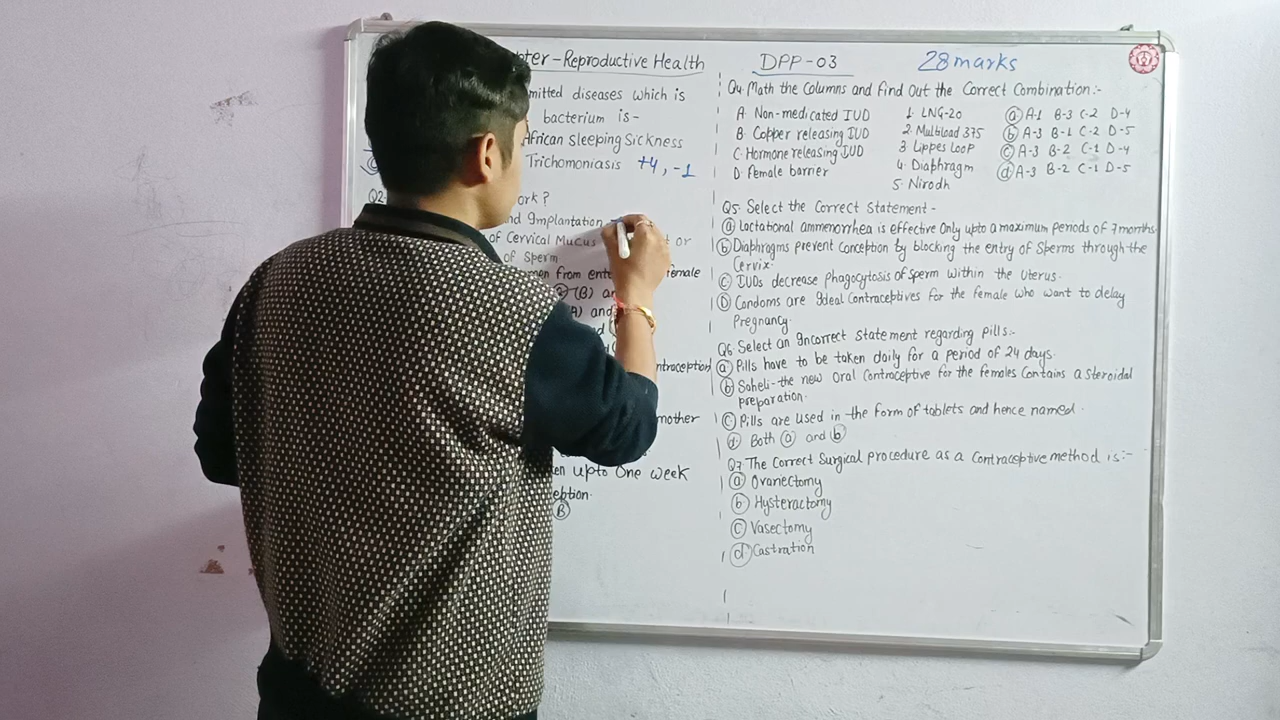 pter-Reproductive Health
DPP-03
28 marks
mitted diseases which is
bacterium is-
African sleeping Sickness
Trichomoniasis +4, -1
Q2-
ork?
nd Implantation
of Cervical Mucus
t or
of Sperm
men from ente
female
(B) an
A) and
ntraception
mother
en upto One week
eption.
(B)
Q4 Math the Columns and find Out the Correct Combination:-
A. Non-medicated IUD 1. LNG-20 (a) A-1 B-3 C-2 D-4
B. Copper releasing IUD 2. Multiload 375 (b) A-3 B-1 C-2 D-5
C. Hormone releasing IUD 3. Lippes Loop (c) A-3 B-2 C-1 D-4
D. Female barrier 4. Diaphragm (d) A-3 B-2 C-1 D-5
5. Nirodh
Q5. Select the Correct Statement-
(a) Lactational ammenorrhea is effective Only upto a maximum periods of 7 months
(b) Diaphragms prevent Conception by blocking the entry of Sperms through the
Cervix.
(c) IUDs decrease phagocytosis of sperm within the uterus.
(D) Condoms are Ideal Contraceptives for the female who want to delay
Pregnancy.
Q6. Select an Incorrect Statement regarding pills:-
(a) Pills have to be taken daily for a period of 24 days.
(b) Saheli-the new Oral Contraceptive for the females Contains a steroidal
preparation.
(c) Pills are used in the form of tablets and hence named.
(d) Both (a) and (b)
Q7 The Correct Surgical procedure as a Contraceptive method is:-
(a) Ovariectomy
(b) Hysteractomy
(c) Vasectomy
(d) Castration